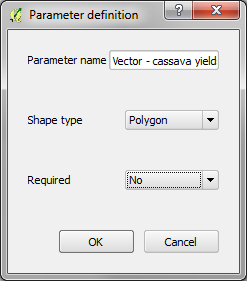 Parameter definition
Parameter name Vector - cassava yield
Shape type Polygon
Required No
OK Cancel